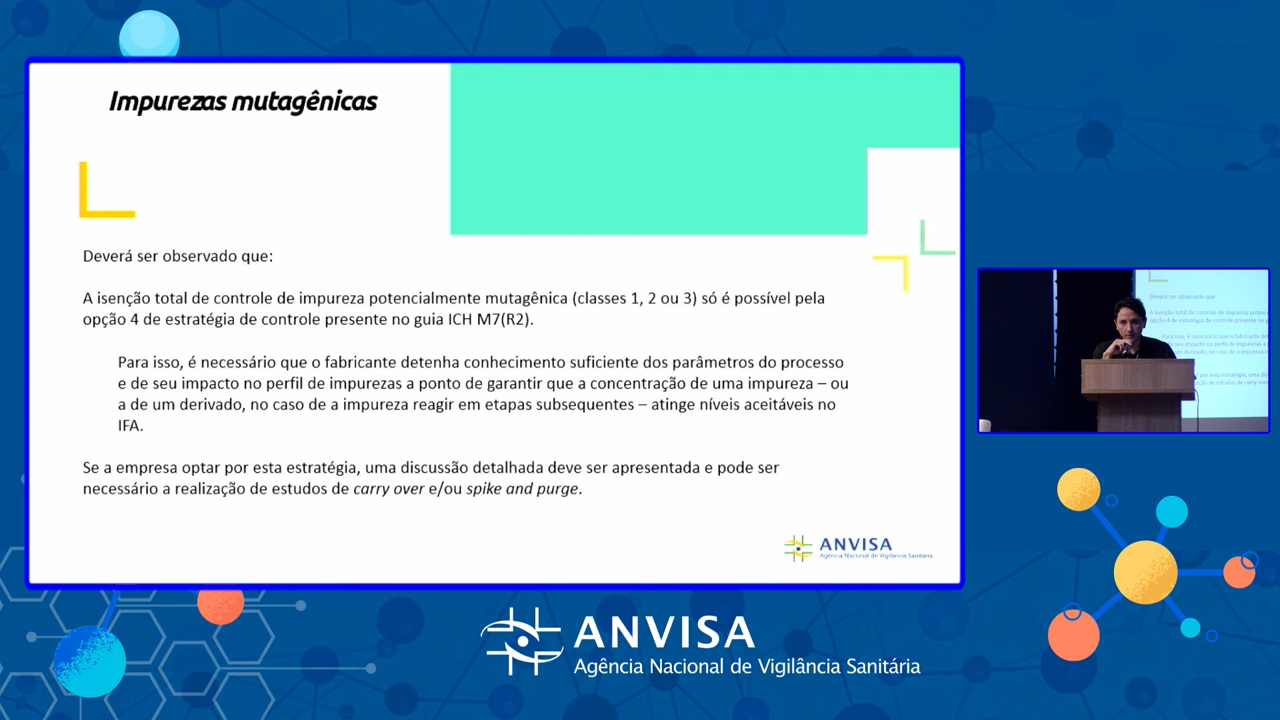 Impurezas mutagênicas
Deverá ser observado que:
A isenção total de controle de impureza potencialmente mutagênica (classes 1, 2 ou 3) só é possível pela
opção 4 de estratégia de controle presente no guia ICH M7(R2).
Para isso, é necessário que o fabricante detenha conhecimento suficiente dos parâmetros do processo
e de seu impacto no perfil de impurezas a ponto de garantir que a concentração de uma impureza – ou
a de um derivado, no caso de a impureza reagir em etapas subsequentes – atinge níveis aceitáveis no
IFA.
Se a empresa optar por esta estratégia, uma discussão detalhada deve ser apresentada e pode ser
necessário a realização de estudos de carry over e/ou spike and purge.
ANVISA
Agência Nacional de Vigilância Sanitária
Deverá ser observado que
ANVISA
Agência Nacional de Vigilância Sanitária